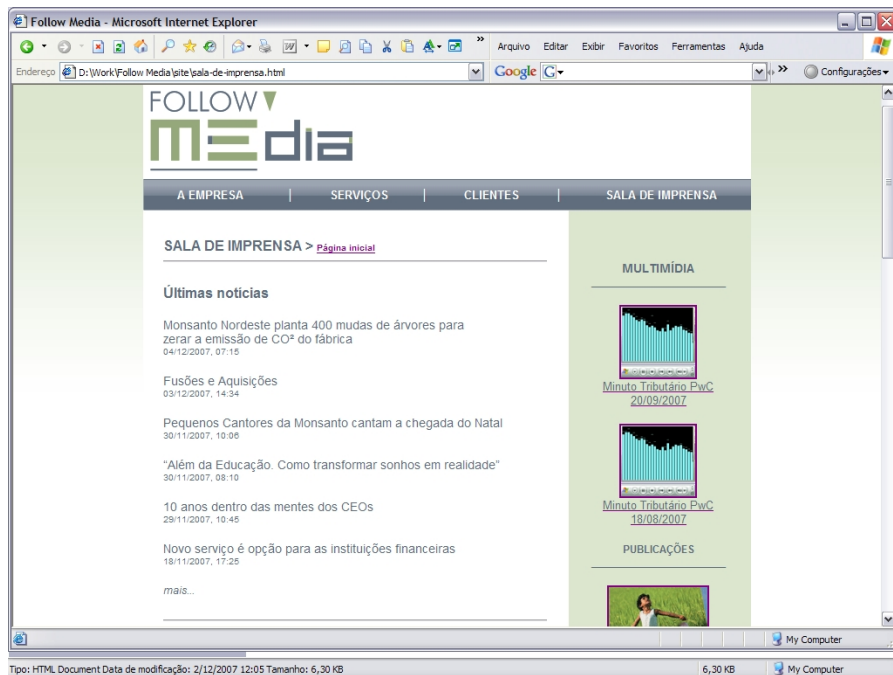 Follow Media - Microsoft Internet Explorer
Arquivo Editar Exibir Favoritos Ferramentas Ajuda
Endereço D:\Work\Follow Media\site\sala-de-imprensa.html Google G Configurações
FOLLOW
MEdia
A EMPRESA | SERVIÇOS | CLIENTES | SALA DE IMPRENSA
SALA DE IMPRENSA > Página inicial
Últimas notícias
Monsanto Nordeste planta 400 mudas de árvores para
zerar a emissão de CO² do fábrica
04/12/2007, 07:15
Fusões e Aquisições
03/12/2007, 14:34
Pequenos Cantores da Monsanto cantam a chegada do Natal
30/11/2007, 10:06
“Além da Educação. Como transformar sonhos em realidade”
30/11/2007, 08:10
10 anos dentro das mentes dos CEOs
29/11/2007, 10:45
Novo serviço é opção para as instituições financeiras
18/11/2007, 17:25
mais...
MULTIMÍDIA
Minuto Tributário PwC
20/09/2007
Minuto Tributário PwC
18/08/2007
PUBLICAÇÕES
My Computer
Tipo: HTML Document Data de modificação: 2/12/2007 12:05 Tamanho: 6,30 KB 6,30 KB My Computer